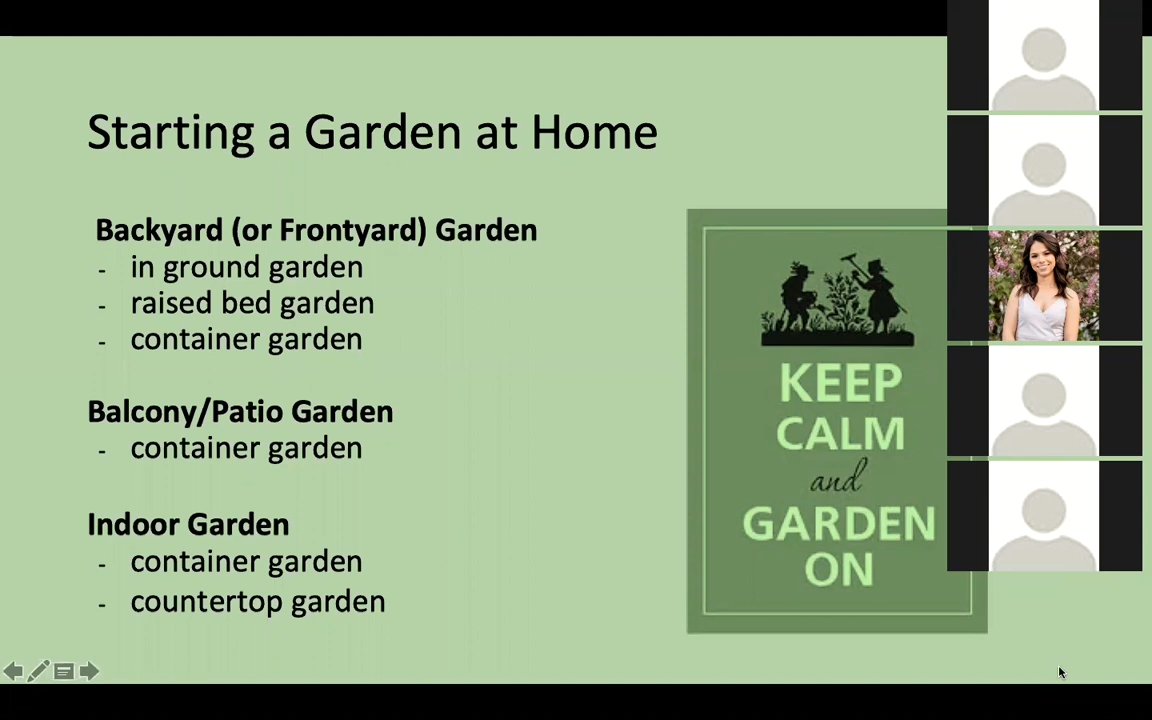 Starting a Garden at Home
Backyard (or Frontyard) Garden
- in ground garden
- raised bed garden
- container garden
Balcony/Patio Garden
- container garden
Indoor Garden
- container garden
- countertop garden
KEEP
CALM
and
GARDEN
ON